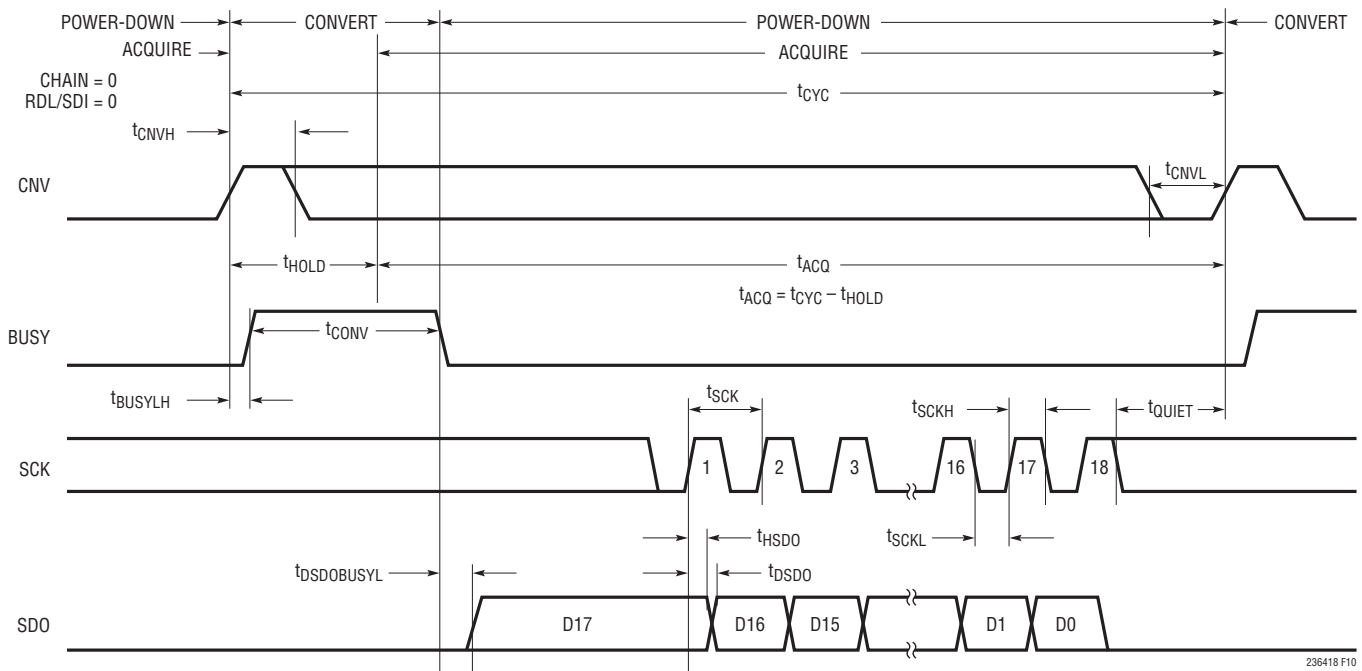 POWER-DOWN CONVERT POWER-DOWN CONVERT
ACQUIRE ACQUIRE
CHAIN = 0
RDL/SDI = 0
tCYC
tCNVH
CNV
tCNVL
tHOLD tACQ
tACQ = tCYC – tHOLD
BUSY
tCONV
tBUSYLH
tSCK tSCKH tQUIET
SCK 1 2 3 16 17 18
tHSDO tSCKL
tDSDOBUSYL tDSDO
SDO D17 D16 D15 D1 D0
236418 F10